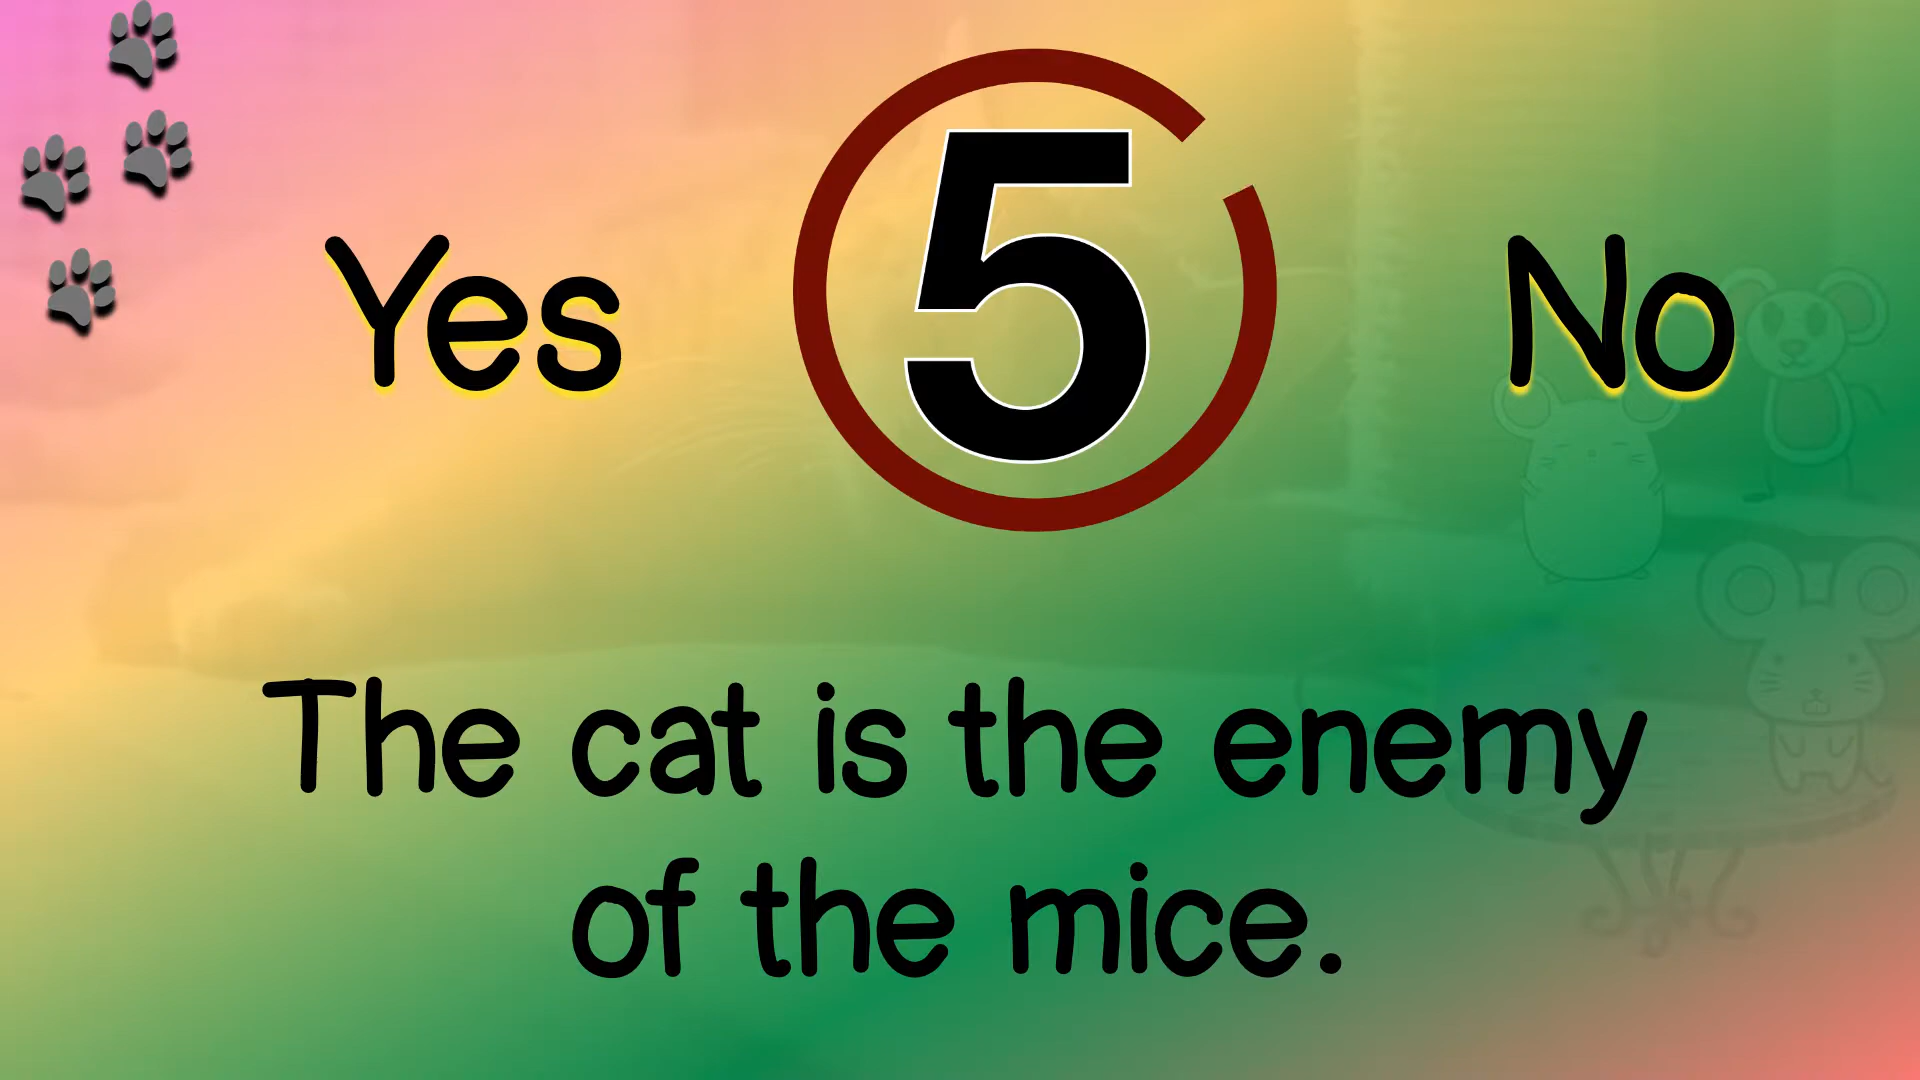 Yes 5 No
The cat is the enemy
of the mice.